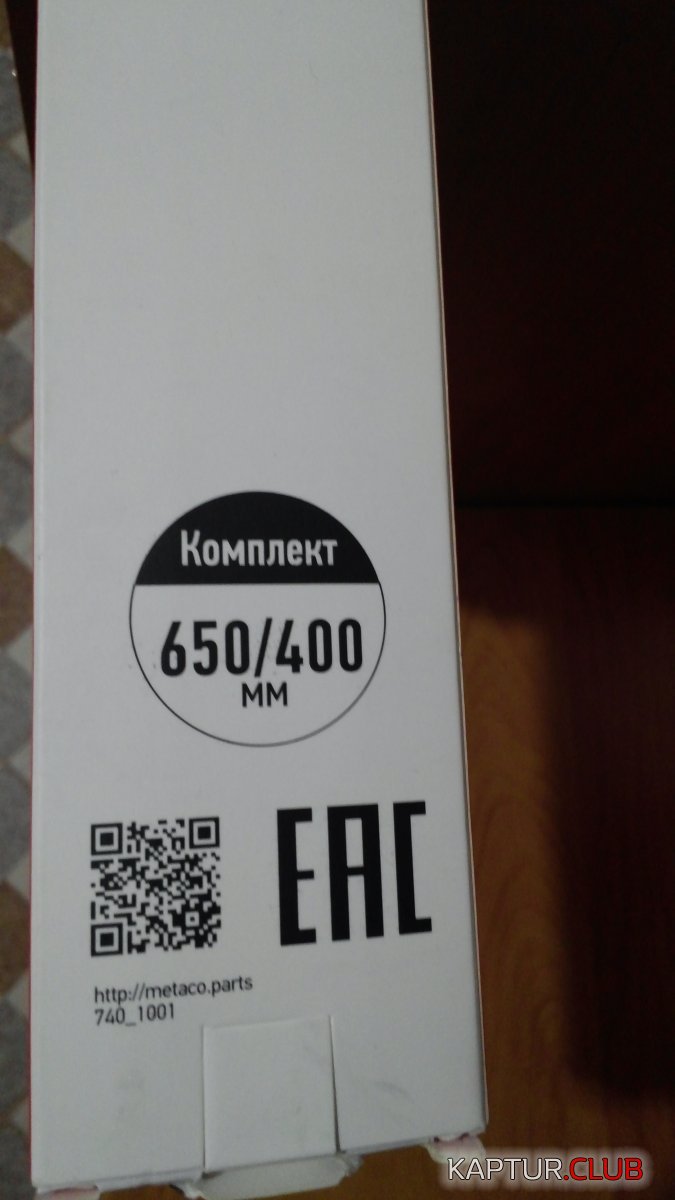 Комплект
650/400
мм
EAC
http://metaco.parts
740_1001
KAPTUR.CLUB